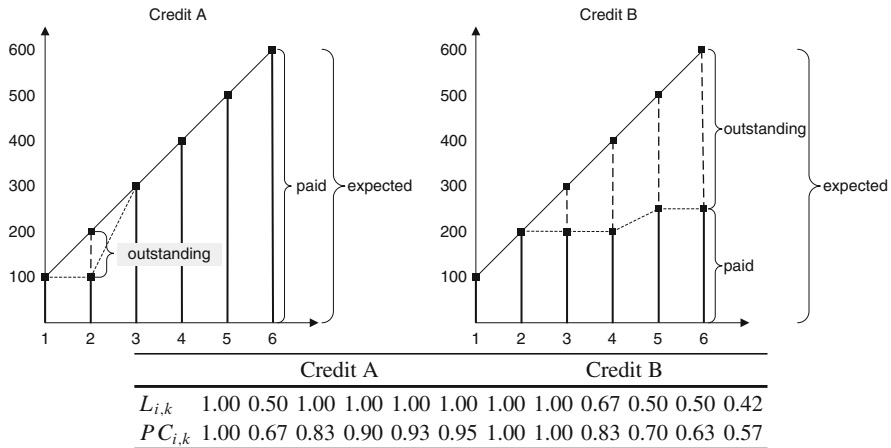 Credit A
600
500
400
300
200
100
outstanding
paid
expected
1 2 3 4 5 6
Credit B
600
500
400
300
200
100
outstanding
paid
expected
1 2 3 4 5 6
Credit A Credit B
L_{i,k} 1.00 0.50 1.00 1.00 1.00 1.00 1.00 1.00 0.67 0.50 0.50 0.42
PC_{i,k} 1.00 0.67 0.83 0.90 0.93 0.95 1.00 1.00 0.83 0.70 0.63 0.57